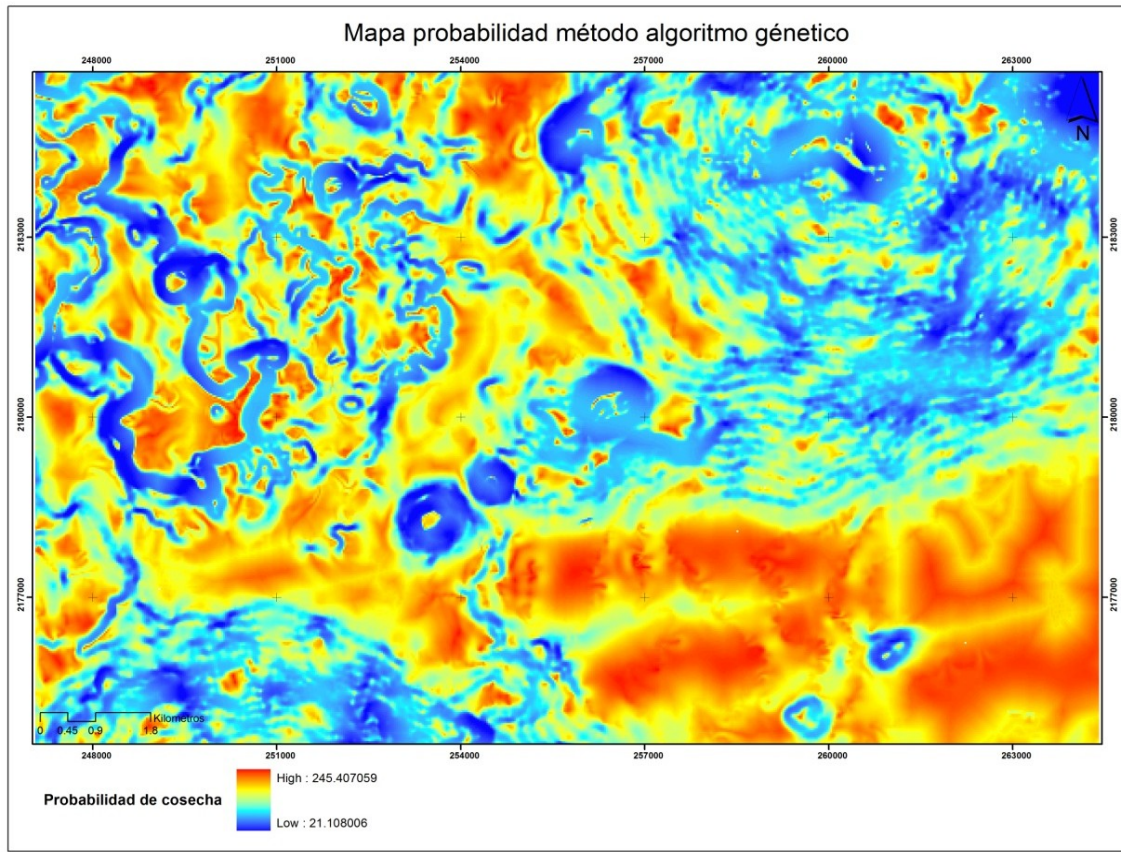 Mapa probabilidad método algoritmo génetico
248000 251000 254000 257000 260000 263000
N
2183000 2183000
2180000 2180000
2177000 2177000
Kilometros
0 0.45 0.9 1.8
248000 251000 254000 257000 260000 263000
High : 245.407059
Probabilidad de cosecha
Low : 21.108006